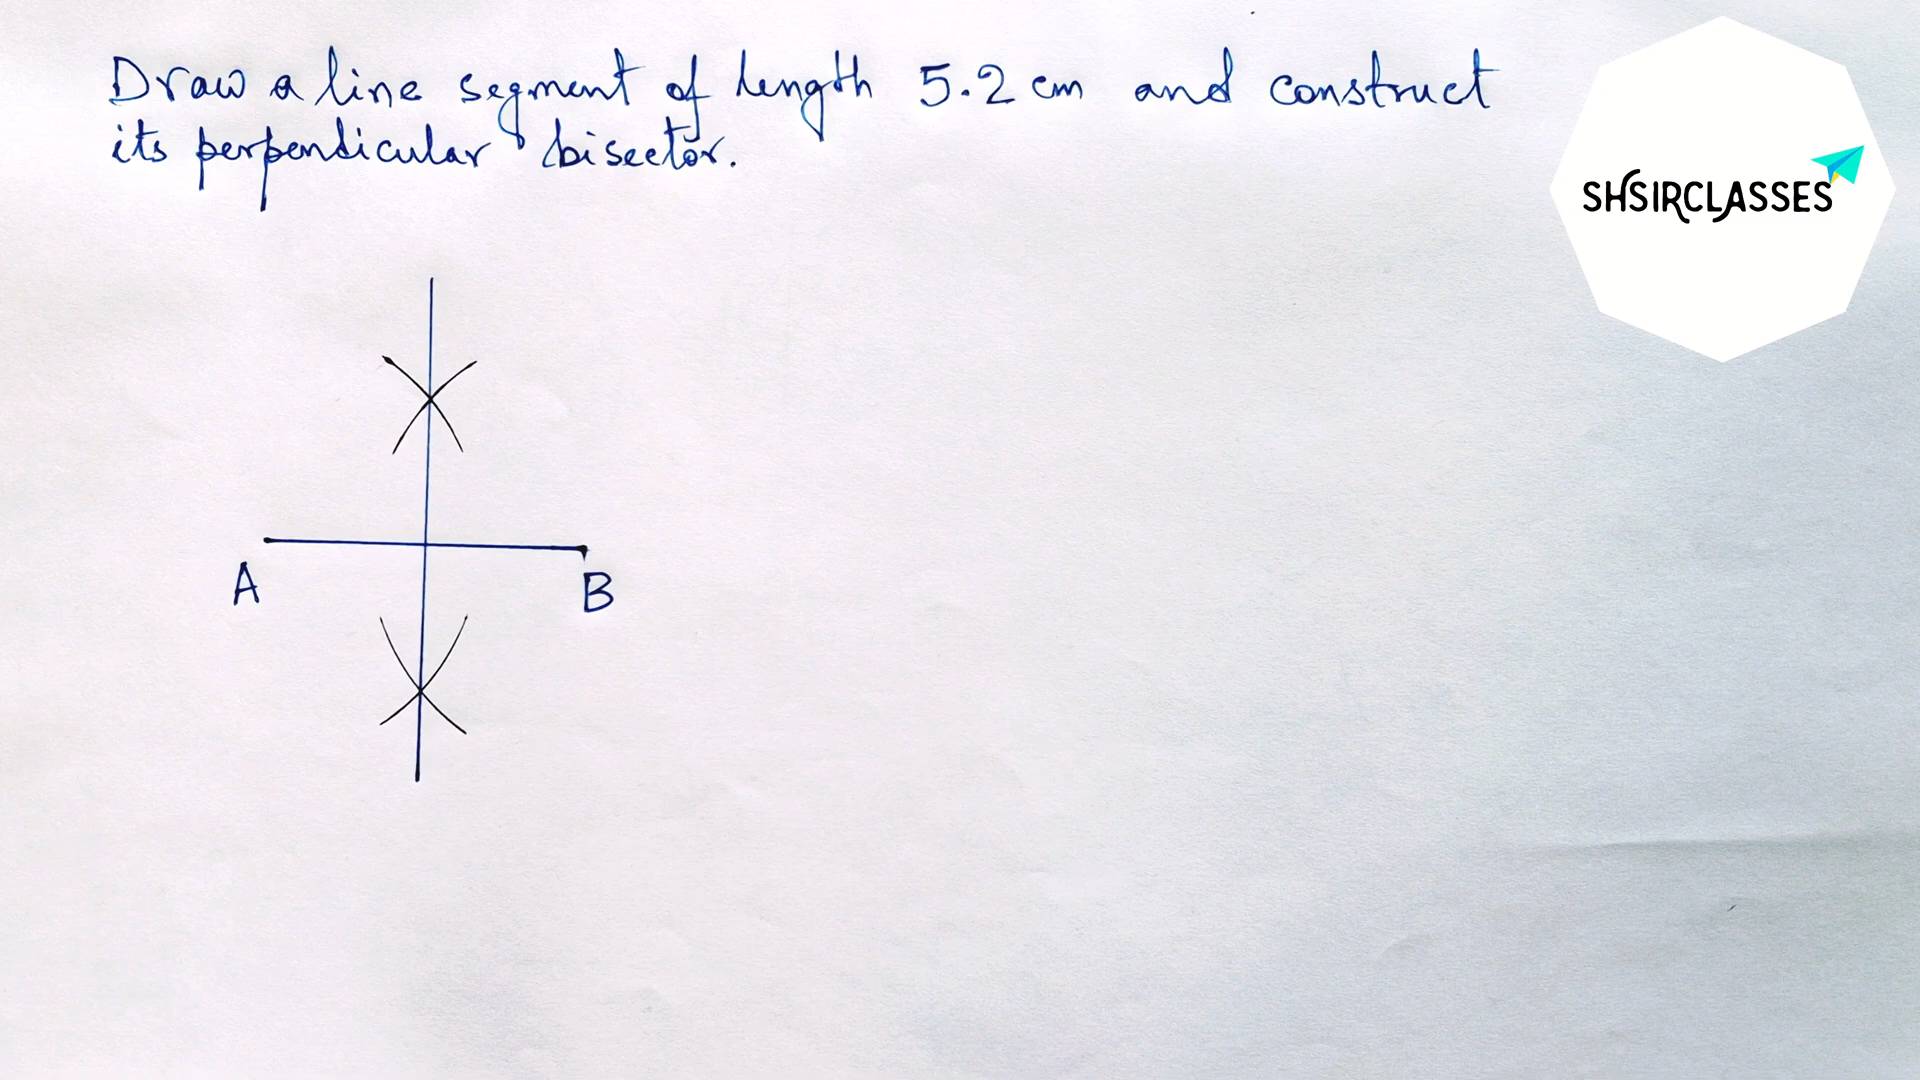 Draw a line segment of length 5.2 cm and construct
its perpendicular bisector.
SHSIRCLASSES
A
B